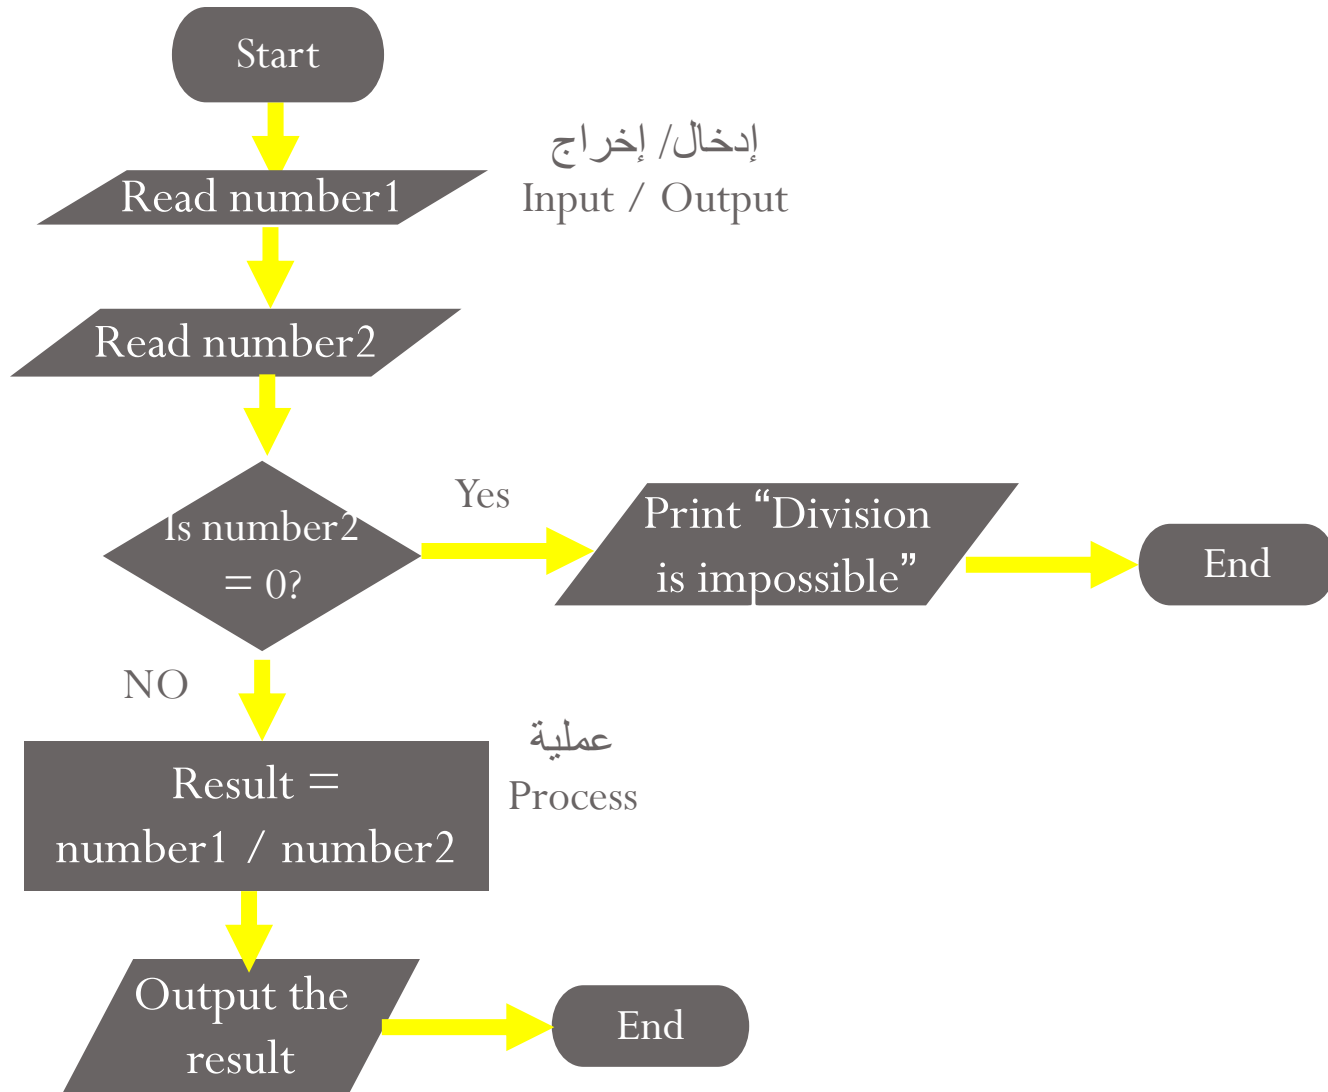 Start
إدخال/ إخراج
Input / Output
Read number1
Read number2
Is number2
= 0?
Yes
Print “Division
is impossible”
End
NO
عملية
Process
Result =
number1 / number2
Output the
result
End